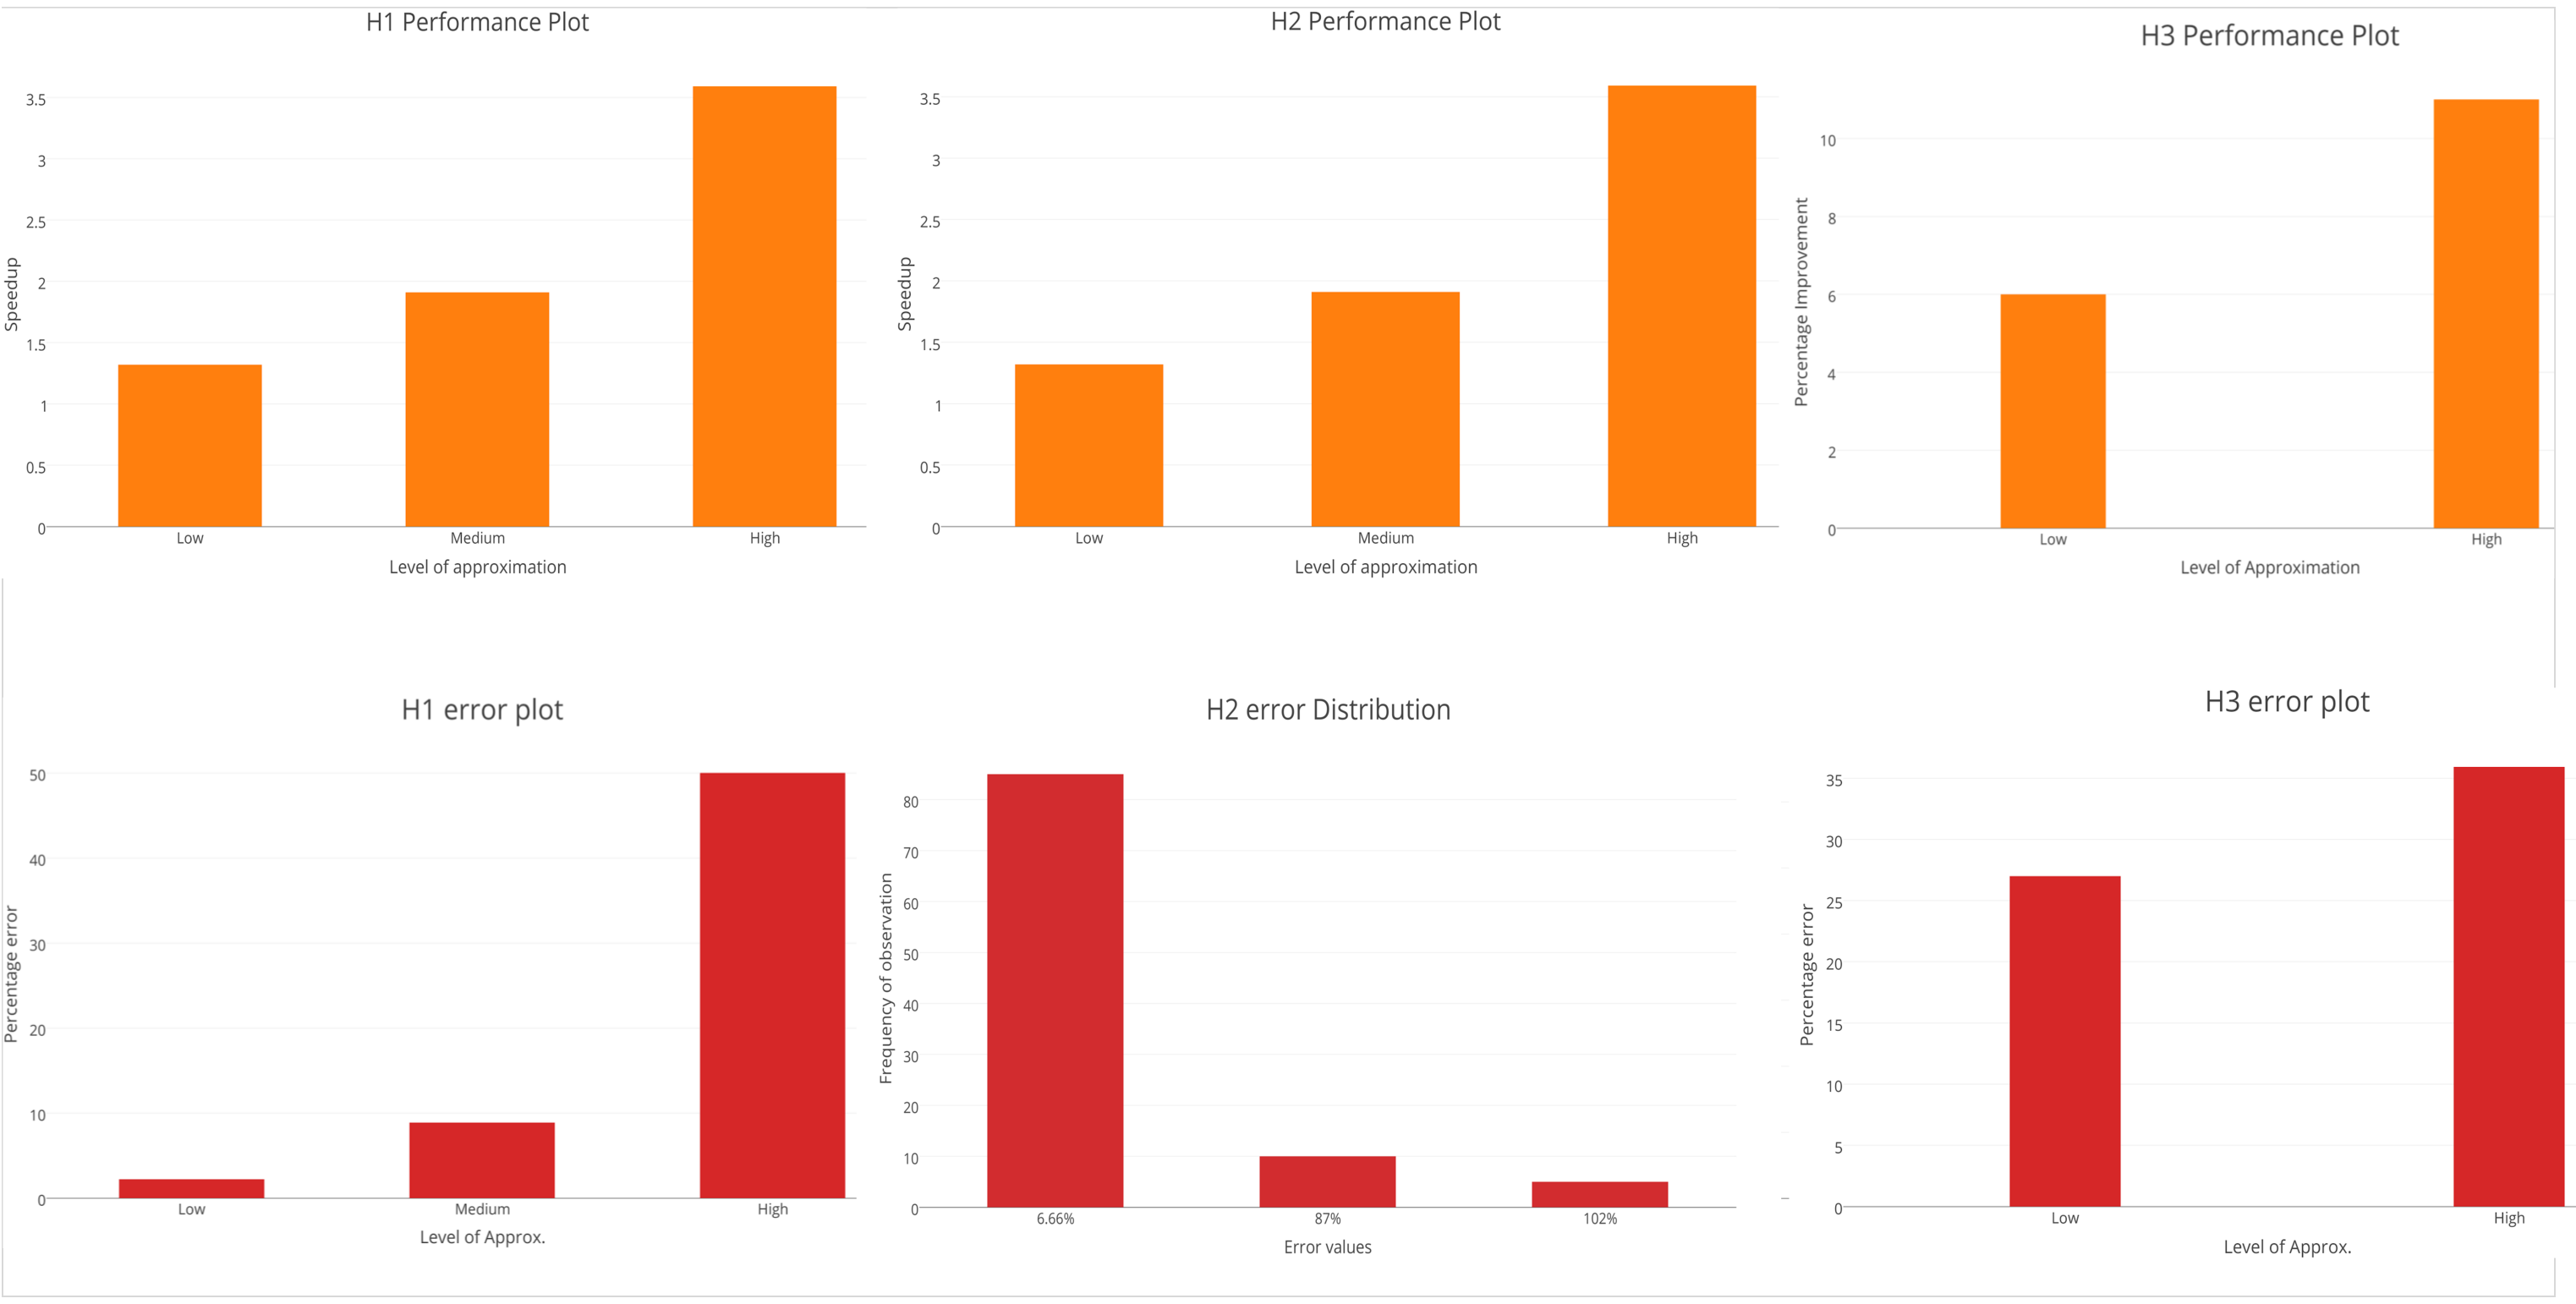 H1 Performance Plot
3.5
3
2.5
2
1.5
1
0.5
0
Speedup
Low Medium High
Level of approximation
H2 Performance Plot
3.5
3
2.5
2
1.5
1
0.5
0
Speedup
Low Medium High
Level of approximation
H3 Performance Plot
10
8
6
4
2
0
Percentage Improvement
Low High
Level of Approximation
H1 error plot
50
40
30
20
10
0
Percentage error
Low Medium High
Level of Approx.
H2 error Distribution
80
70
60
50
40
30
20
10
0
Frequency of observation
6.66% 87% 102%
Error values
H3 error plot
35
30
25
20
15
10
5
0
Percentage error
Low High
Level of Approx.